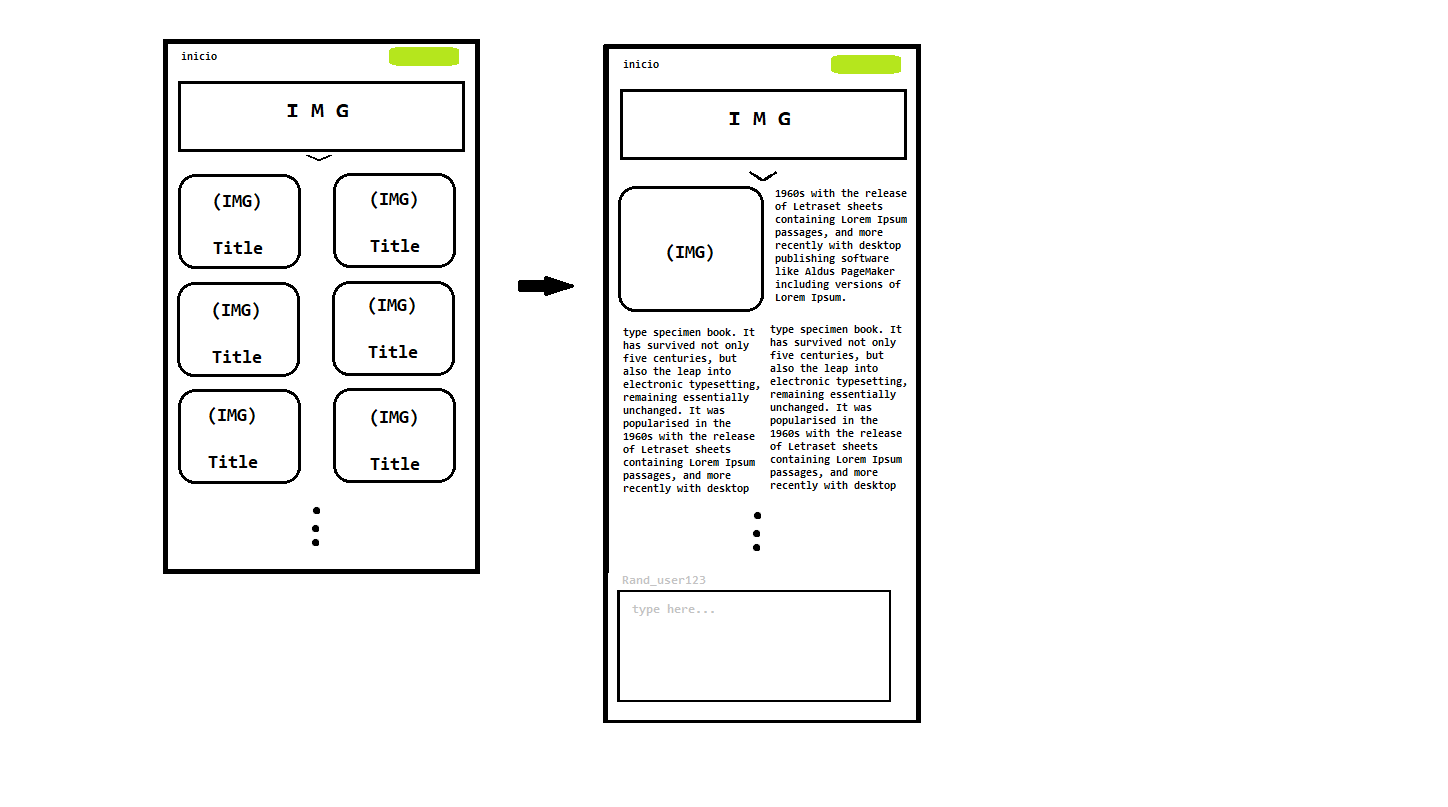 inicio
I M G
(IMG)
Title
(IMG)
Title
(IMG)
Title
(IMG)
Title
(IMG)
Title
(IMG)
Title
inicio
I M G
(IMG)
1960s with the release
of Letraset sheets
containing Lorem Ipsum
passages, and more
recently with desktop
publishing software
like Aldus PageMaker
including versions of
Lorem Ipsum.
type specimen book. It
has survived not only
five centuries, but
also the leap into
electronic typesetting,
remaining essentially
unchanged. It was
popularised in the
1960s with the release
of Letraset sheets
containing Lorem Ipsum
passages, and more
recently with desktop
type specimen book. It
has survived not only
five centuries, but
also the leap into
electronic typesetting,
remaining essentially
unchanged. It was
popularised in the
1960s with the release
of Letraset sheets
containing Lorem Ipsum
passages, and more
recently with desktop
Rand_user123
type here...